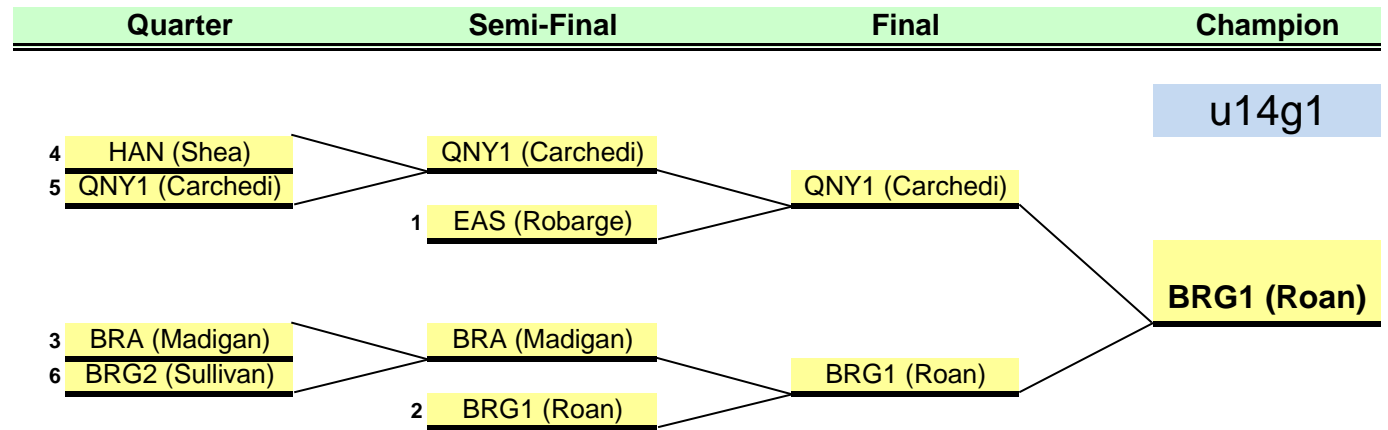 Quarter Semi-Final Final Champion
u14g1
4 HAN (Shea) QNY1 (Carchedi)
5 QNY1 (Carchedi) QNY1 (Carchedi)
1 EAS (Robarge)
BRG1 (Roan)
3 BRA (Madigan) BRA (Madigan)
6 BRG2 (Sullivan) BRG1 (Roan)
2 BRG1 (Roan)